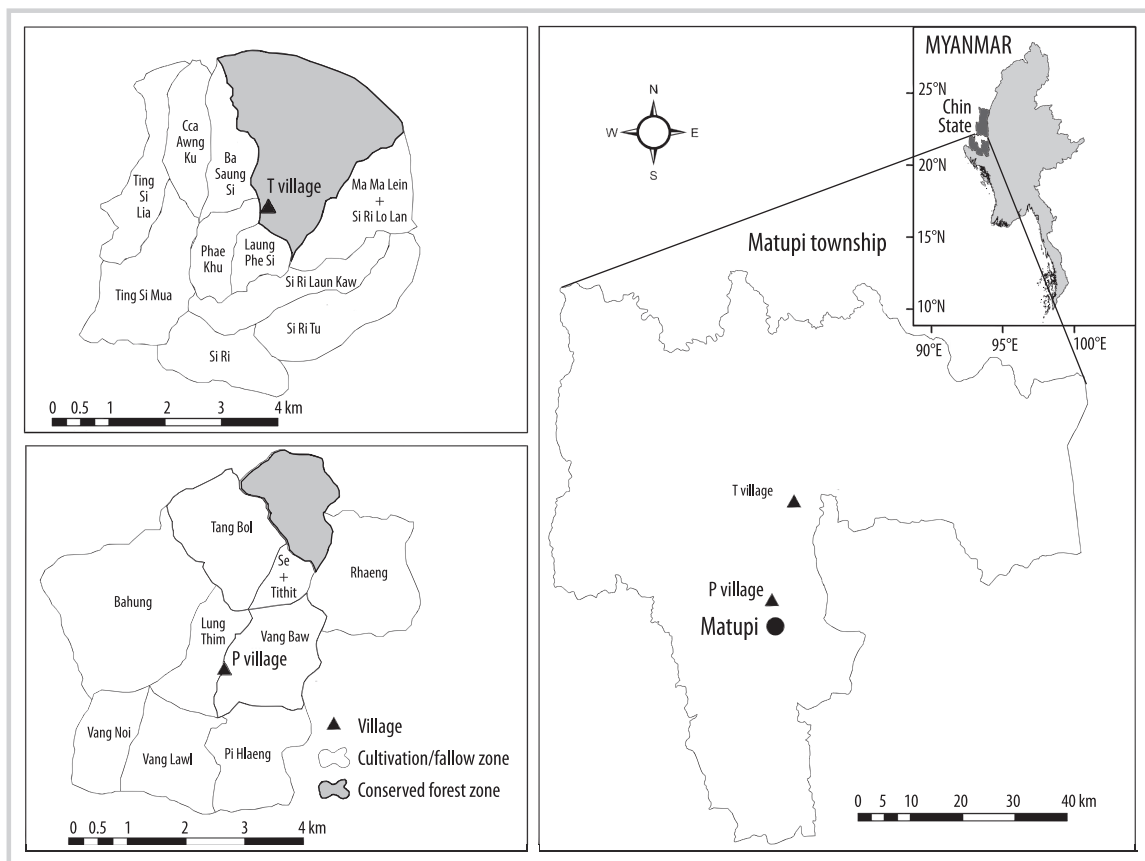 Cca
Awng
Ku
Ting
Si
Lia
Ba
Saung
Si
T village
Ma Ma Lein
+
Si Ri Lo Lan
Phae
Khu
Laung
Phe Si
Ting Si Mua
Si Ri Laun Kaw
Si Ri Tu
Si Ri
0 0.5 1 2 3 4 km
Tang Bol
Se
+
Tithit
Rhaeng
Bahung
Lung
Thim
Vang Baw
P village
Vang Noi
Vang Lawl
Pi Hlaeng
Village
Cultivation/fallow zone
Conserved forest zone
0 0.5 1 2 3 4 km
N
W E
S
MYANMAR
25°N
Chin
State
20°N
15°N
10°N
90°E 95°E 100°E
Matupi township
T village
P village
Matupi
0 5 10 20 30 40 km